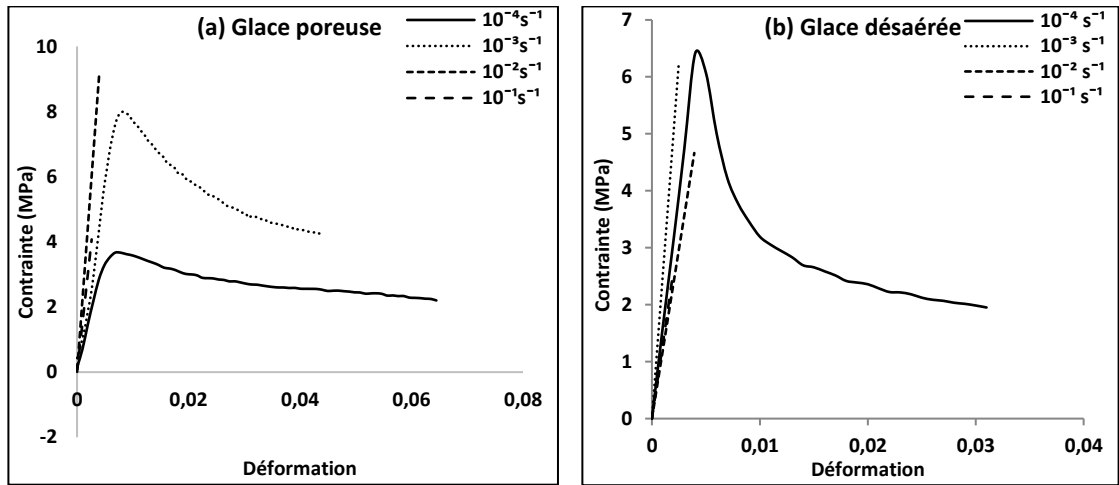 (a) Glace poreuse
10⁻⁴s⁻¹
10⁻³s⁻¹
10⁻²s⁻¹
10⁻¹s⁻¹
Contrainte (MPa)
10
8
6
4
2
0
-2
0
0,02
0,04
0,06
0,08
Déformation
(b) Glace désaérée
10⁻⁴ s⁻¹
10⁻³ s⁻¹
10⁻² s⁻¹
10⁻¹ s⁻¹
Contrainte (MPa)
7
6
5
4
3
2
1
0
0
0,01
0,02
0,03
0,04
Déformation